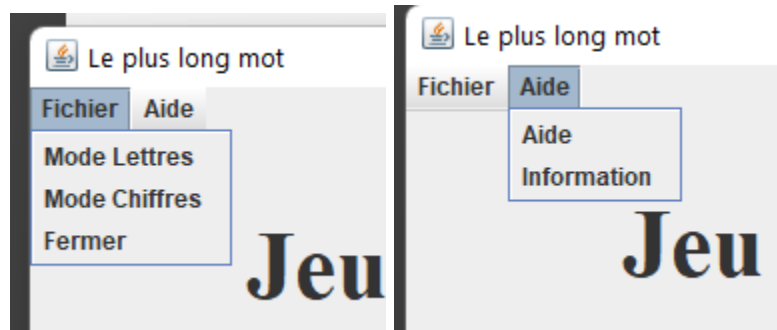 Le plus long mot
Fichier Aide
Mode Lettres
Mode Chiffres
Fermer
Jeu
Le plus long mot
Fichier Aide
Aide
Information
Jeu